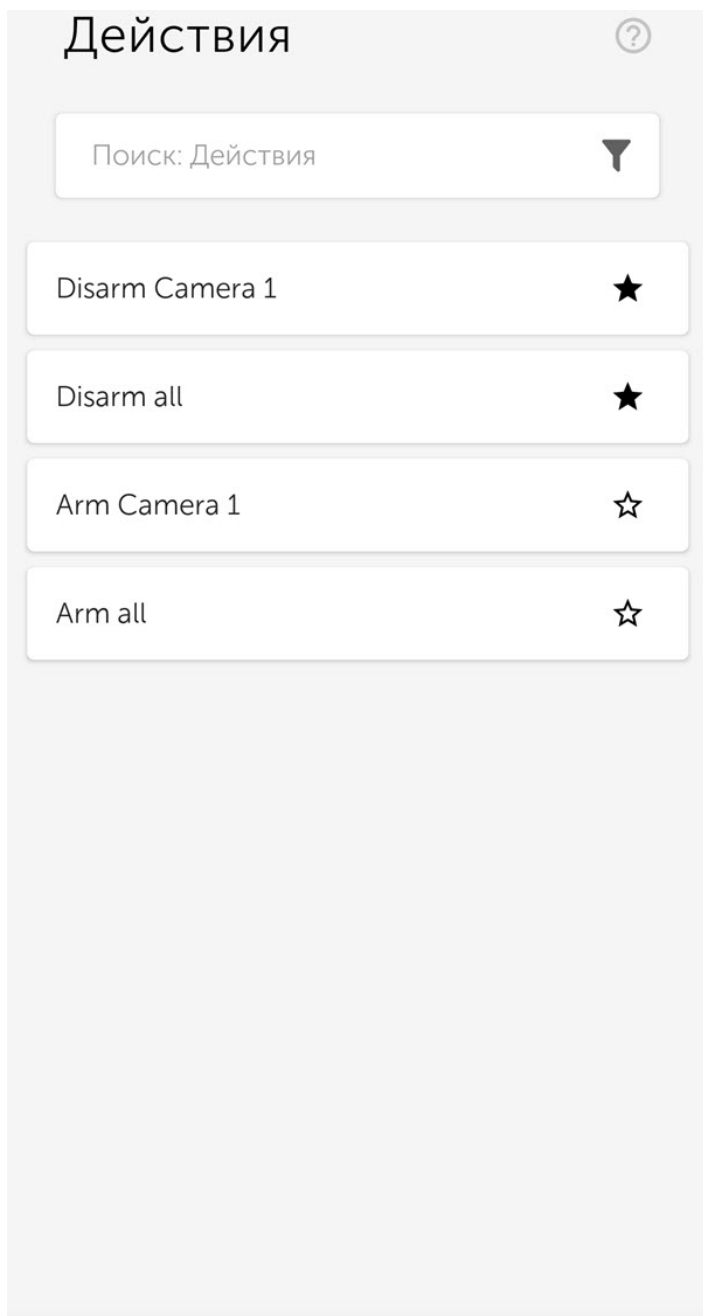 Действия
Поиск: Действия
Disarm Camera 1
Disarm all
Arm Camera 1
Arm all